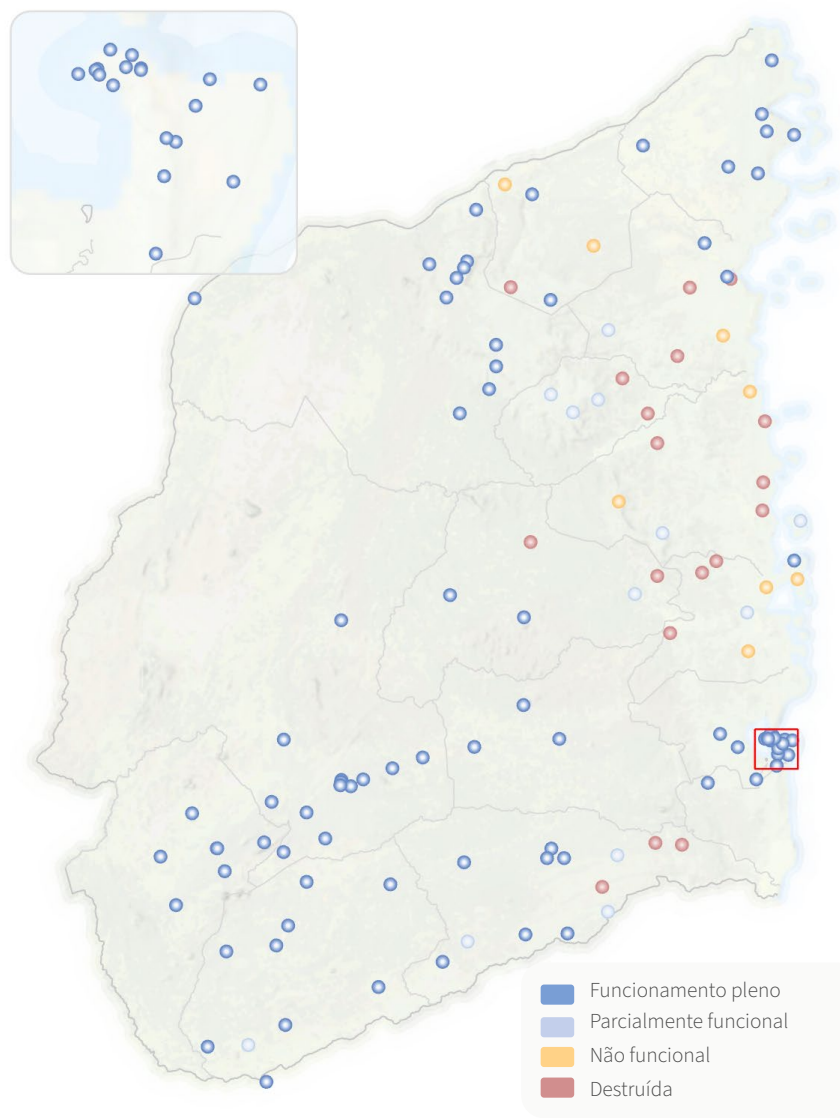 Funcionamento pleno
Parcialmente funcional
Não funcional
Destruída